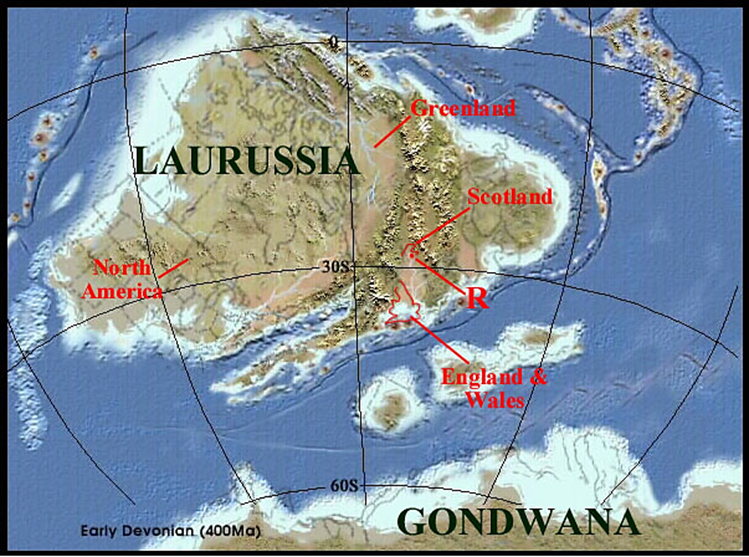 0
Greenland
LAURUSSIA
Scotland
North
America
30S
R
England &
Wales
60S
GONDWANA
Early Devonian (400Ma)